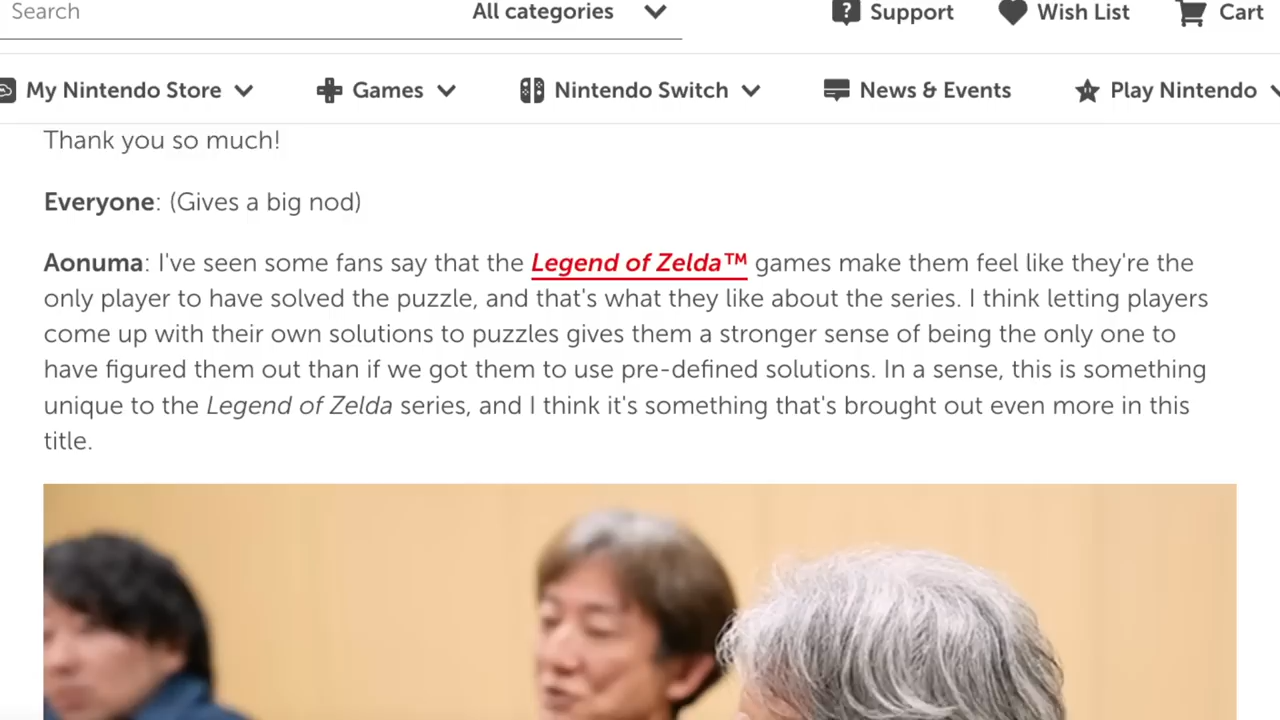 Search All categories ? Support Wish List Cart
My Nintendo Store Games Nintendo Switch News & Events Play Nintendo
Thank you so much!
Everyone: (Gives a big nod)
Aonuma: I've seen some fans say that the Legend of Zelda™ games make them feel like they're the
only player to have solved the puzzle, and that's what they like about the series. I think letting players
come up with their own solutions to puzzles gives them a stronger sense of being the only one to
have figured them out than if we got them to use pre-defined solutions. In a sense, this is something
unique to the Legend of Zelda series, and I think it's something that's brought out even more in this
title.